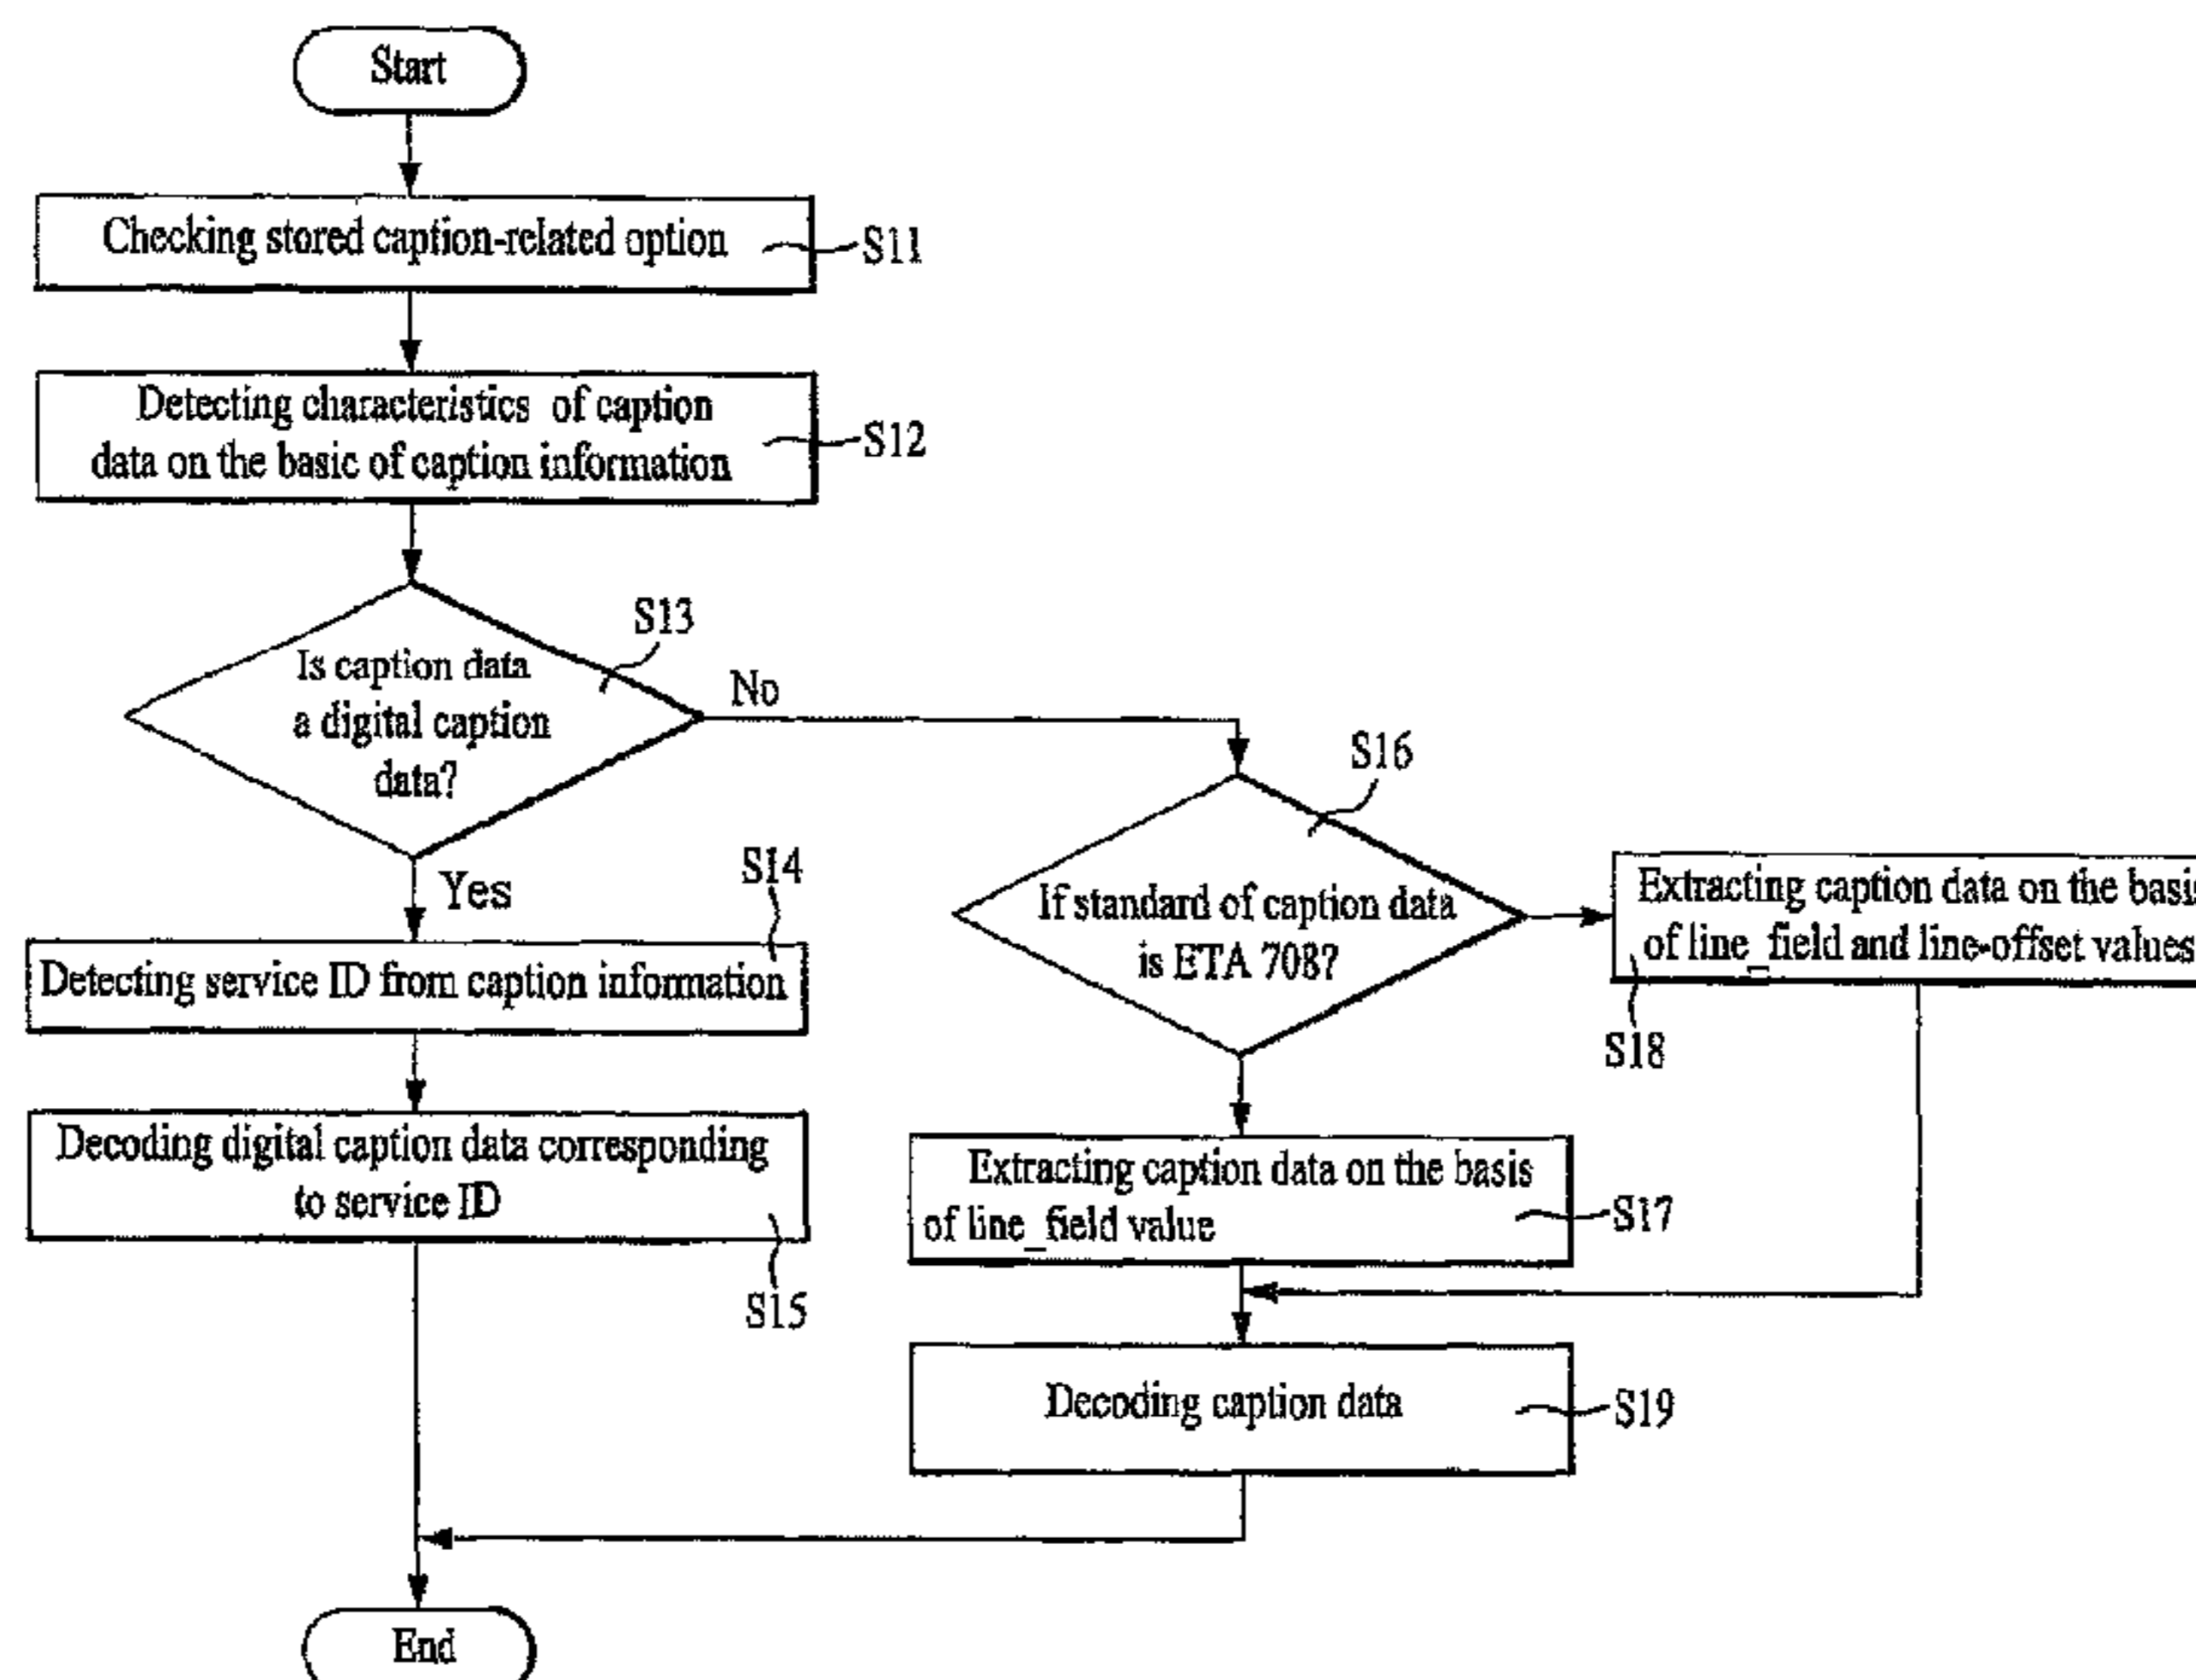 Start
Checking stored caption-related option
S11
Detecting characteristics of caption
data on the basic of caption information
S12
S13
Is caption data
a digital caption
data?
No
Yes
S14
Detecting service ID from caption information
Decoding digital caption data corresponding
to service ID
S15
S16
If standard of caption data
is ETA 708?
Extracting caption data on the basis
of line_field and line-offset values
S18
Extracting caption data on the basis
of line_field value
S17
Decoding caption data
S19
End